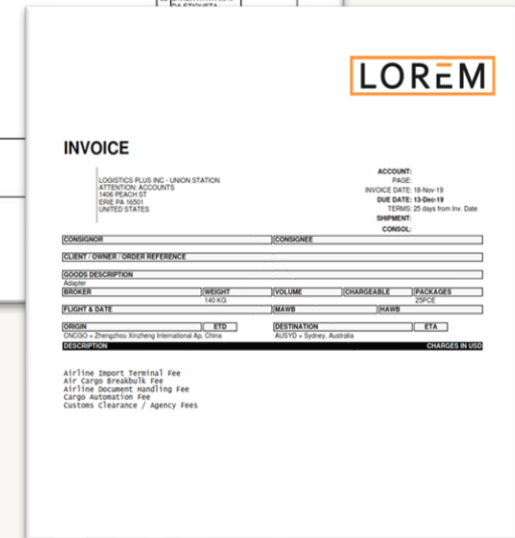 PA ETIQUETA
LOREM
INVOICE
LOGISTICS PLUS INC - UNION STATION
ATTENTION: ACCOUNTS
1406 PEACH ST
ERIE PA 16501
UNITED STATES
ACCOUNT:
PAGE:
INVOICE DATE: 18-Nov-19
DUE DATE: 13-Dec-19
TERMS: 25 days from Inv. Date
SHIPMENT:
CONSOL:
CONSIGNOR CONSIGNEE
CLIENT / OWNER / ORDER REFERENCE
GOODS DESCRIPTION
Adapter
BROKER WEIGHT VOLUME CHARGEABLE PACKAGES
140 KG 25PCE
FLIGHT & DATE MAWB HAWB
ORIGIN ETD DESTINATION ETA
CNCGO = Zhengzhou Xinzheng International Ap, China AUSYD = Sydney, Australia
DESCRIPTION CHARGES IN USD
Airline Import Terminal Fee
Air Cargo Breakbulk Fee
Airline Document Handling Fee
Cargo Automation Fee
Customs Clearance / Agency Fees